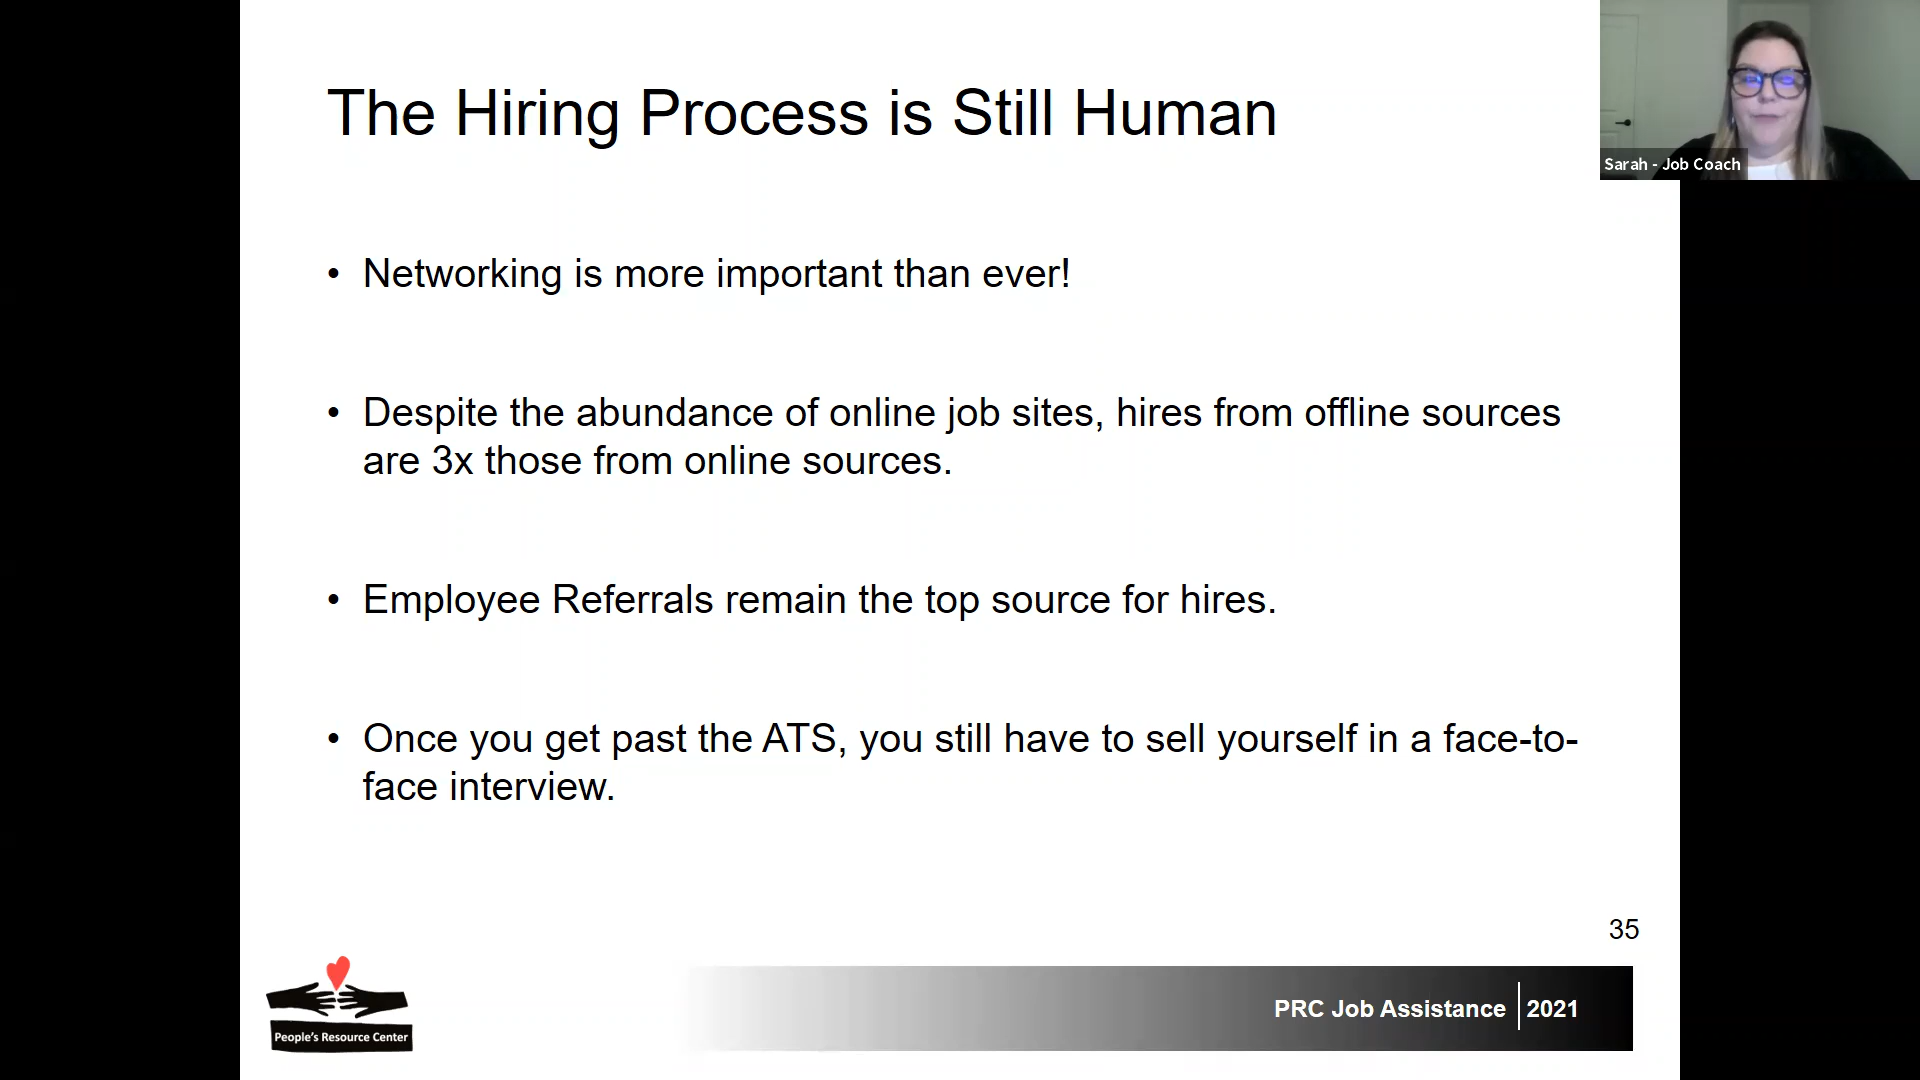 The Hiring Process is Still Human
Sarah - Job Coach
• Networking is more important than ever!
• Despite the abundance of online job sites, hires from offline sources
are 3x those from online sources.
• Employee Referrals remain the top source for hires.
• Once you get past the ATS, you still have to sell yourself in a face-to-
face interview.
35
People's Resource Center
PRC Job Assistance | 2021